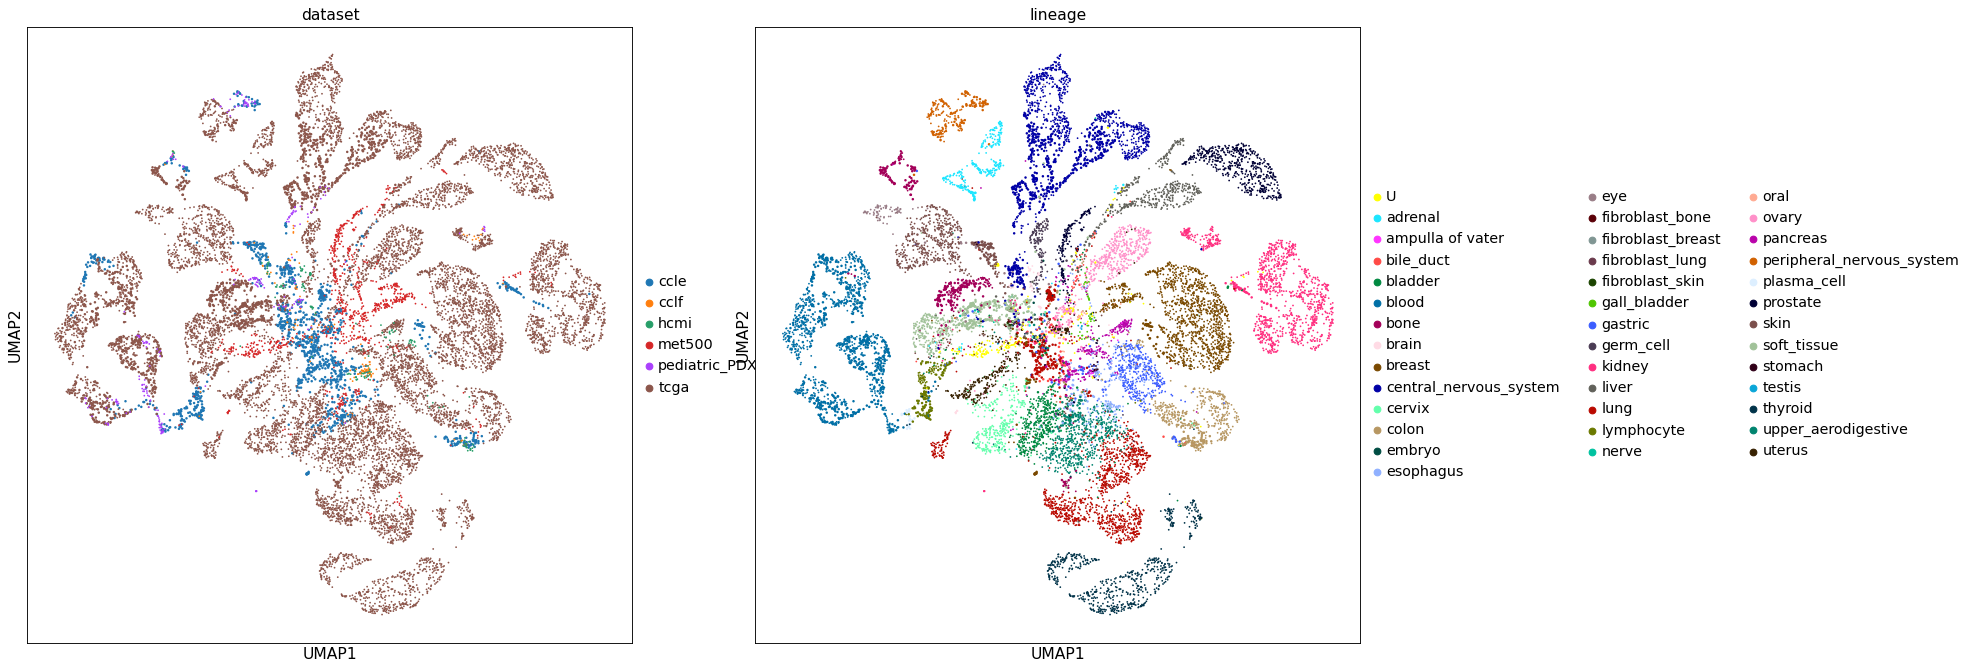 dataset
UMAP2
UMAP1
ccle
cclf
hcmi
met500
pediatric_PDX
tcga
lineage
UMAP2
UMAP1
U
adrenal
ampulla of vater
bile_duct
bladder
blood
bone
brain
breast
central_nervous_system
cervix
colon
embryo
esophagus
eye
fibroblast_bone
fibroblast_breast
fibroblast_lung
fibroblast_skin
gall_bladder
gastric
germ_cell
kidney
liver
lung
lymphocyte
nerve
oral
ovary
pancreas
peripheral_nervous_system
plasma_cell
prostate
skin
soft_tissue
stomach
testis
thyroid
upper_aerodigestive
uterus